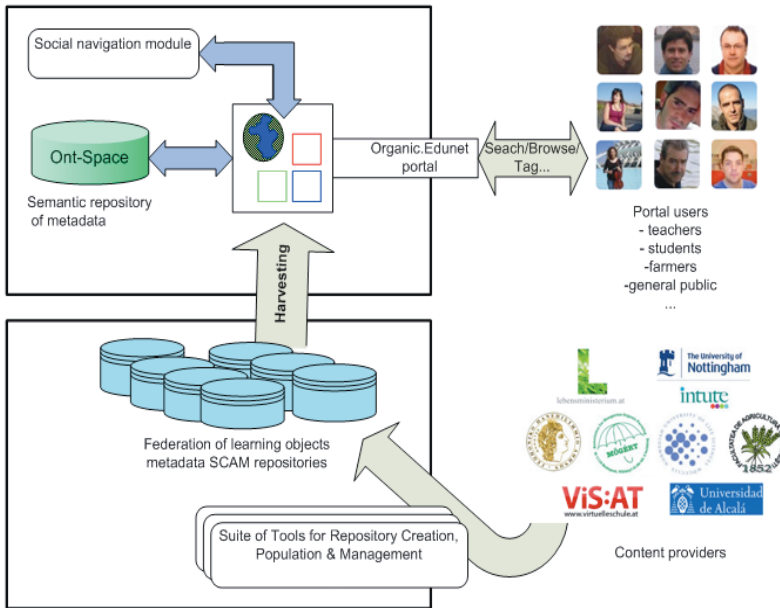 Social navigation module
Ont-Space
Semantic repository
of metadata
Organic.Edunet
portal
Seach/Browse/
Tag...
Portal users
- teachers
- students
-farmers
-general public
...
Harvesting
Federation of learning objects
metadata SCAM repositories
Suite of Tools for Repository Creation,
Population & Management
L
lebensministerium.at
The University of
Nottingham
intute
MÖGÉRT
1852
ViS:AT
www.virtuelleschule.at
Universidad
de Alcalá
Content providers